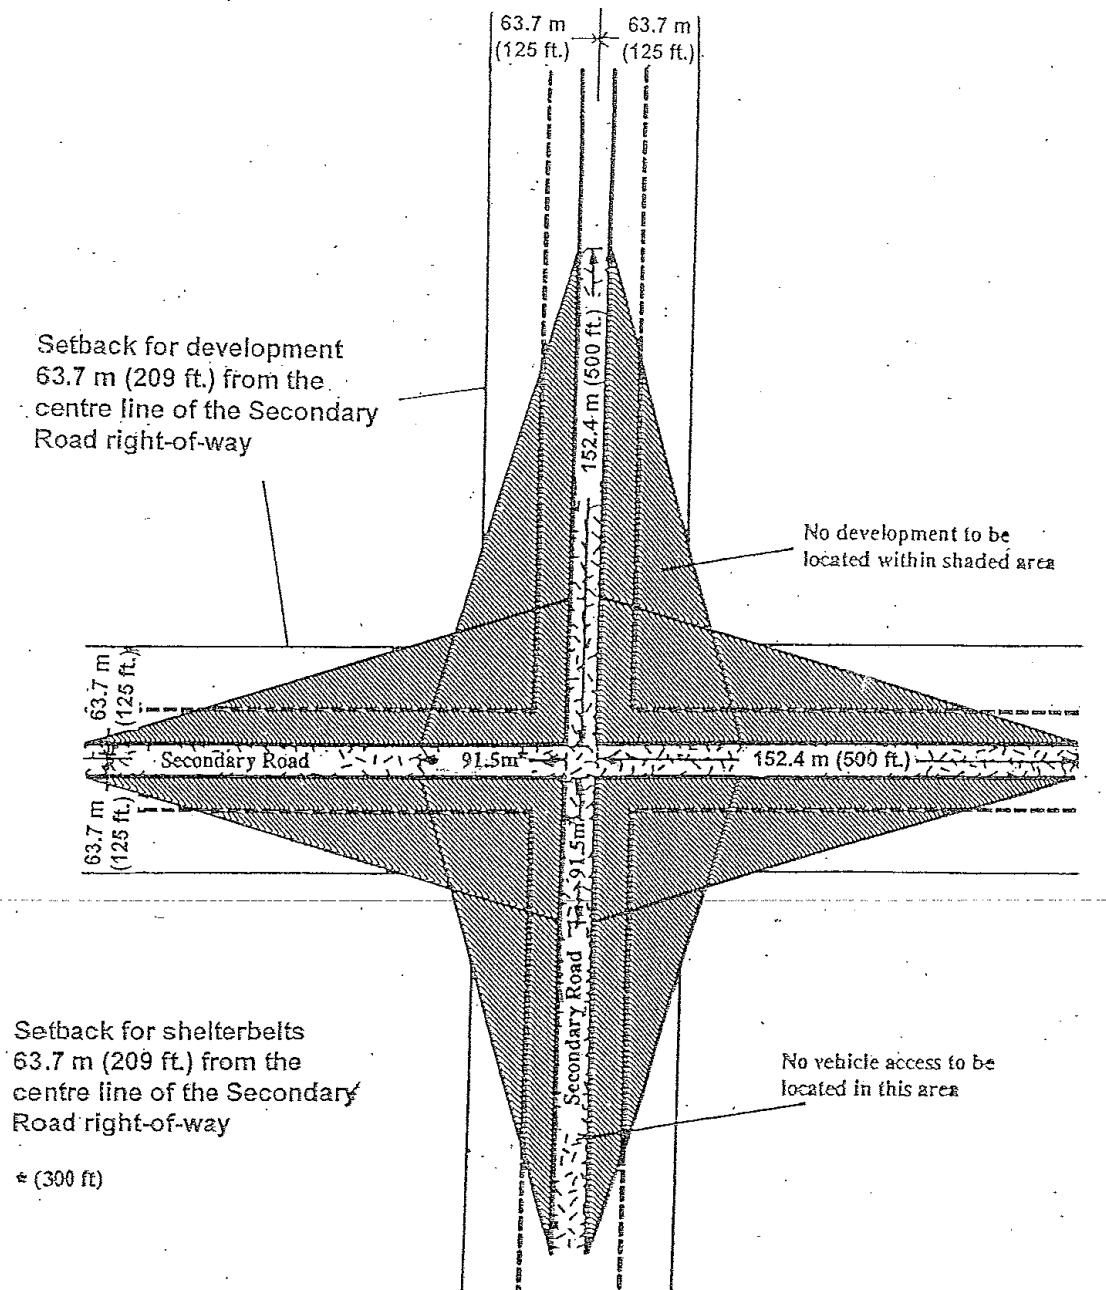 63.7 m
(125 ft.)
63.7 m
(125 ft.)
Setback for development
63.7 m (209 ft.) from the
centre line of the Secondary
Road right-of-way
152.4 m (500 ft.)
No development to be
located within shaded area
63.7 m
(125 ft.)
Secondary Road
91.5m*
152.4 m (500 ft.)
63.7 m
(125 ft.)
91.5m
Secondary Road
Setback for shelterbelts
63.7 m (209 ft.) from the
centre line of the Secondary
Road right-of-way
* (300 ft)
No vehicle access to be
located in this area